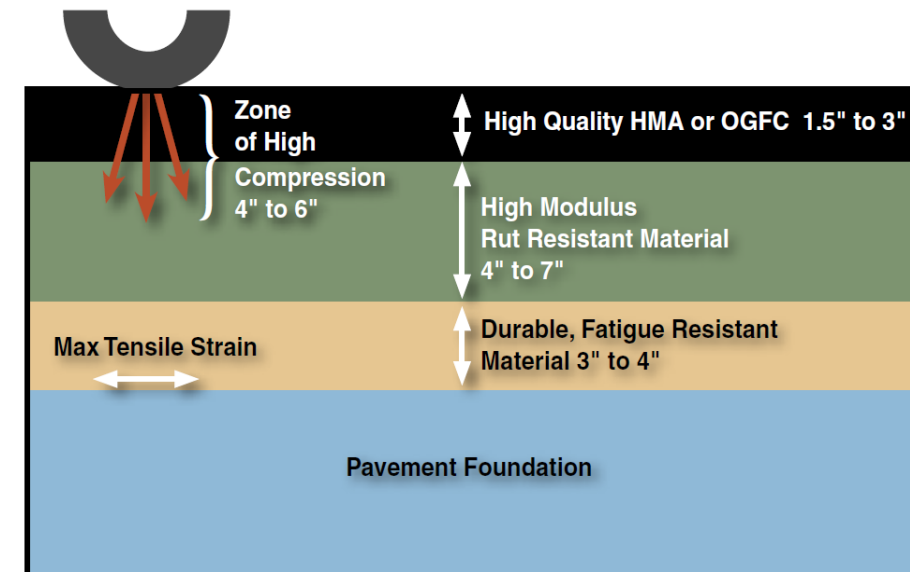 Zone
of High
Compression
4" to 6"
High Quality HMA or OGFC 1.5" to 3"
High Modulus
Rut Resistant Material
4" to 7"
Max Tensile Strain
Durable, Fatigue Resistant
Material 3" to 4"
Pavement Foundation